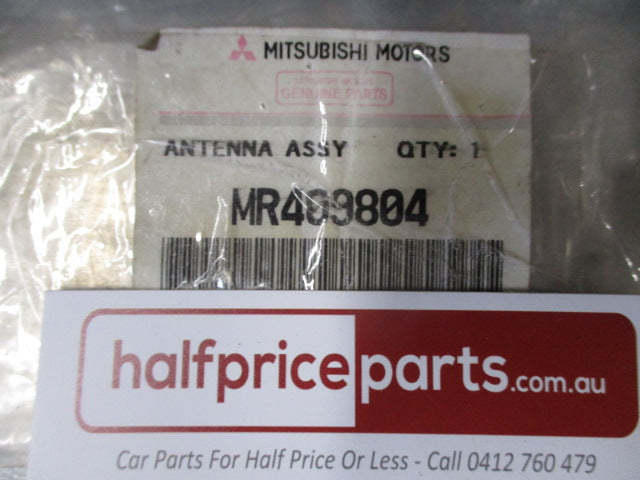 MITSUBISHI MOTORS
GENUINE PARTS
ANTENNA ASSY QTY: 1
MR409804
halfpriceparts.com.au
Car Parts For Half Price Or Less - Call 0412 760 479